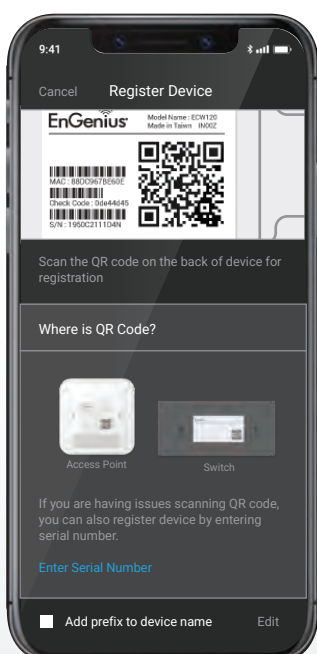 9:41
Cancel Register Device
EnGenius
Model Name : ECW120
Made in Taiwn IN00Z
MAC : 88DC967BE60E
Check Code : 0de44d45
S/N : 1950C2111D4N
Scan the QR code on the back of device for
registration
Where is QR Code?
Access Point Switch
If you are having issues scanning QR code,
you can also register device by entering
serial number.
Enter Serial Number
Add prefix to device name Edit